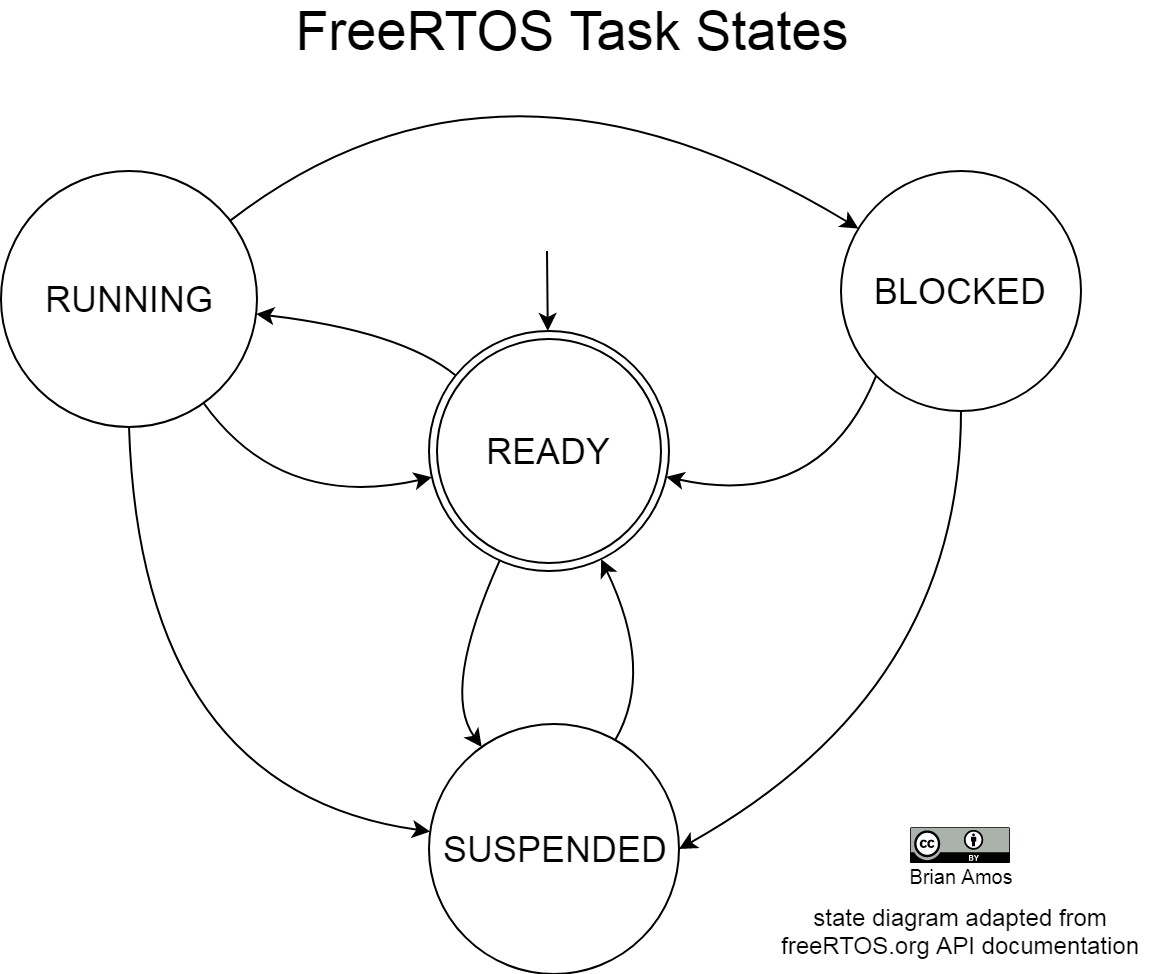 FreeRTOS Task States
RUNNING
BLOCKED
READY
SUSPENDED
cc
BY
Brian Amos
state diagram adapted from
freeRTOS.org API documentation